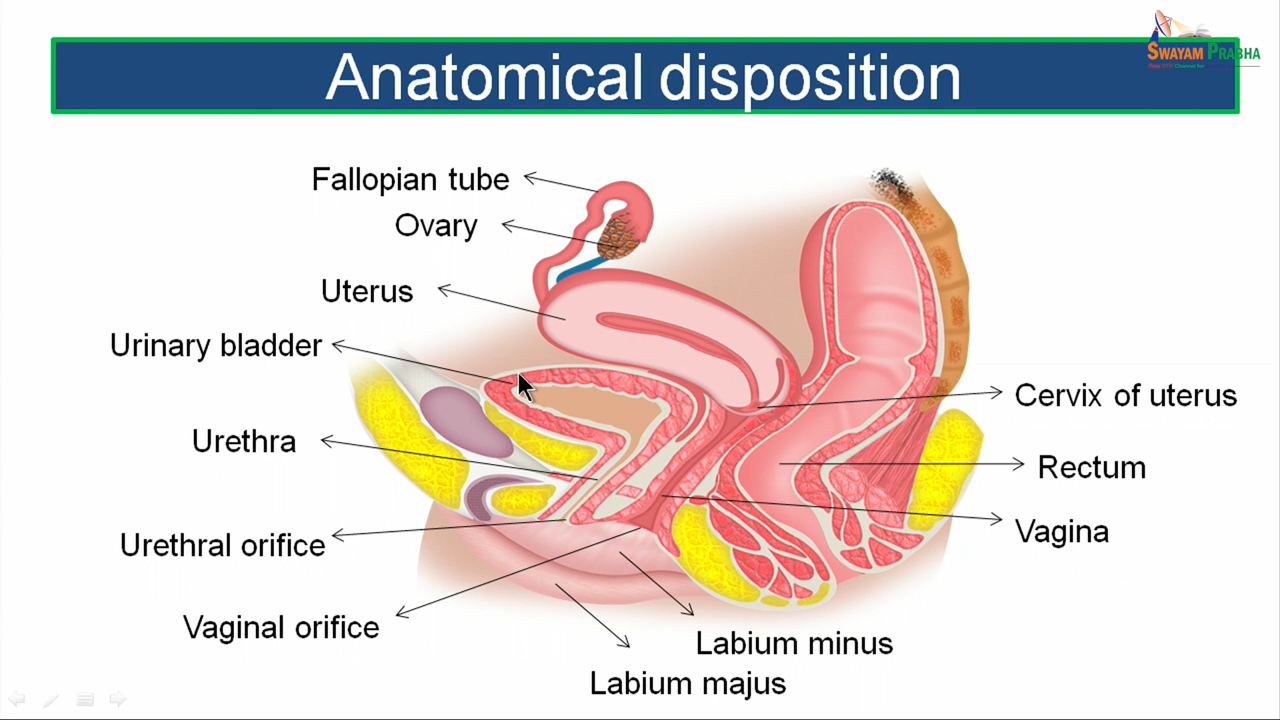 SWAYAM PRABHA
Anatomical disposition
Fallopian tube
Ovary
Uterus
Urinary bladder
Cervix of uterus
Urethra
Rectum
Vagina
Urethral orifice
Vaginal orifice
Labium minus
Labium majus